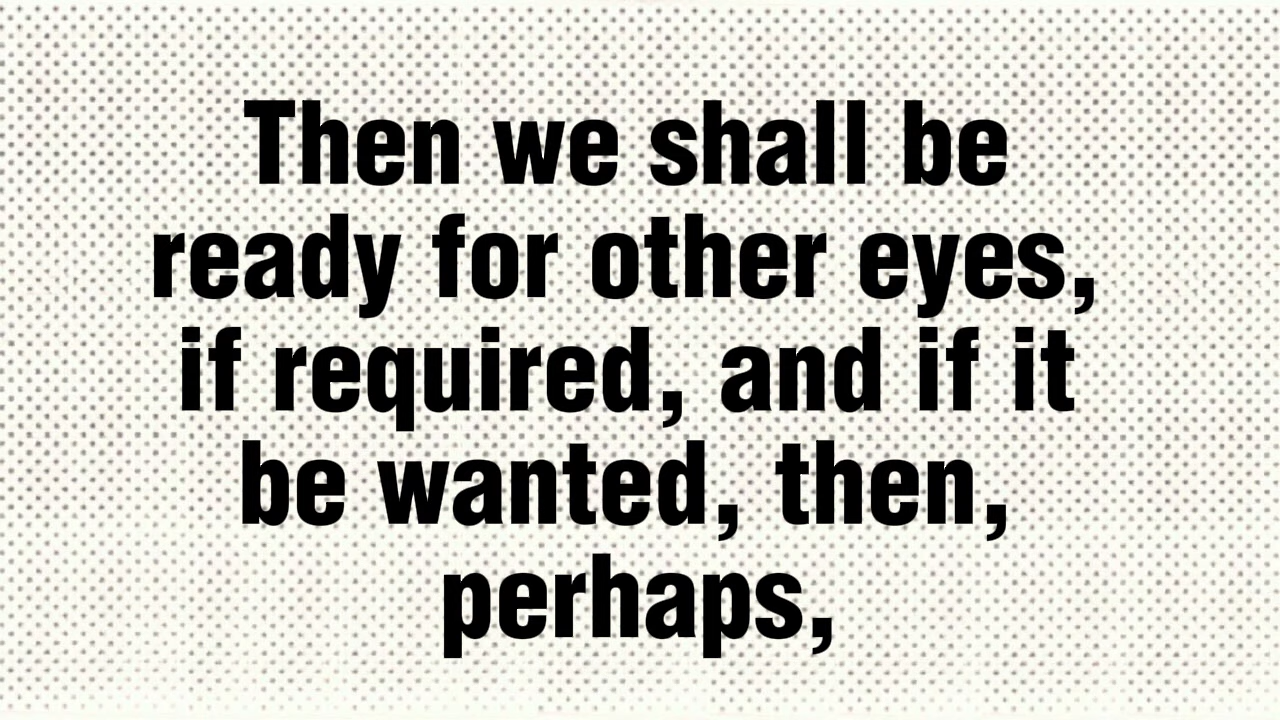 Then we shall be
ready for other eyes,
if required, and if it
be wanted, then,
perhaps,